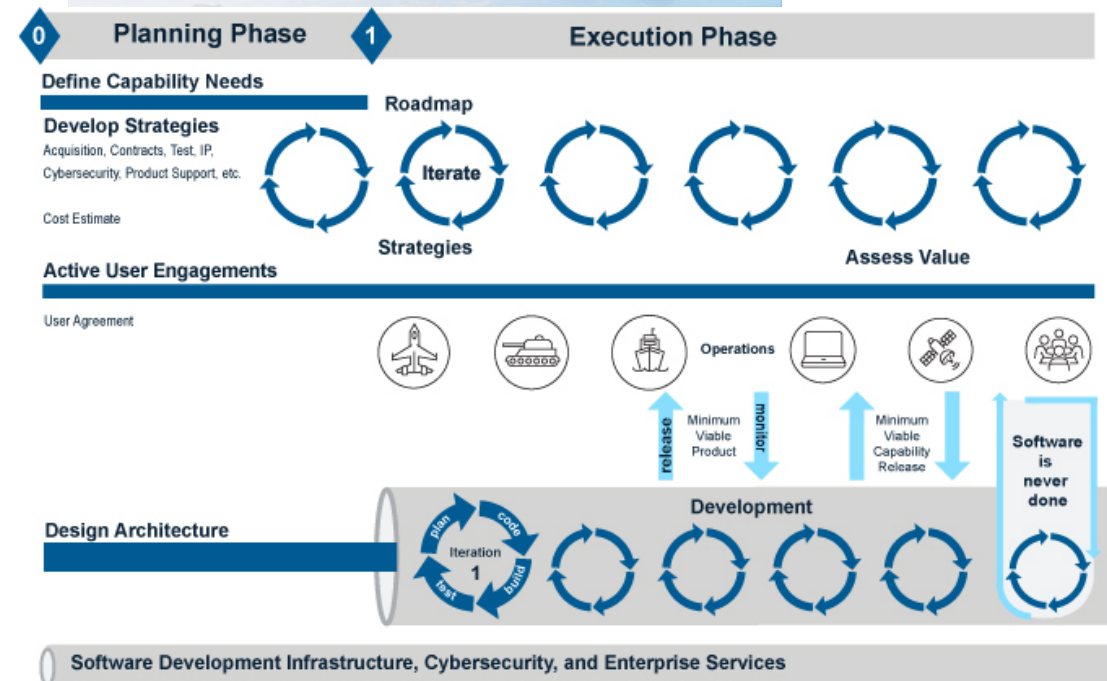 0
Planning Phase
1
Execution Phase
Define Capability Needs
Roadmap
Develop Strategies
Acquisition, Contracts, Test, IP,
Cybersecurity, Product Support, etc.
Iterate
Cost Estimate
Strategies
Assess Value
Active User Engagements
User Agreement
Operations
release
Minimum
Viable
Product
monitor
Minimum
Viable
Capability
Release
Software
is
never
done
Development
Design Architecture
plan
code
build
test
Iteration
1
Software Development Infrastructure, Cybersecurity, and Enterprise Services